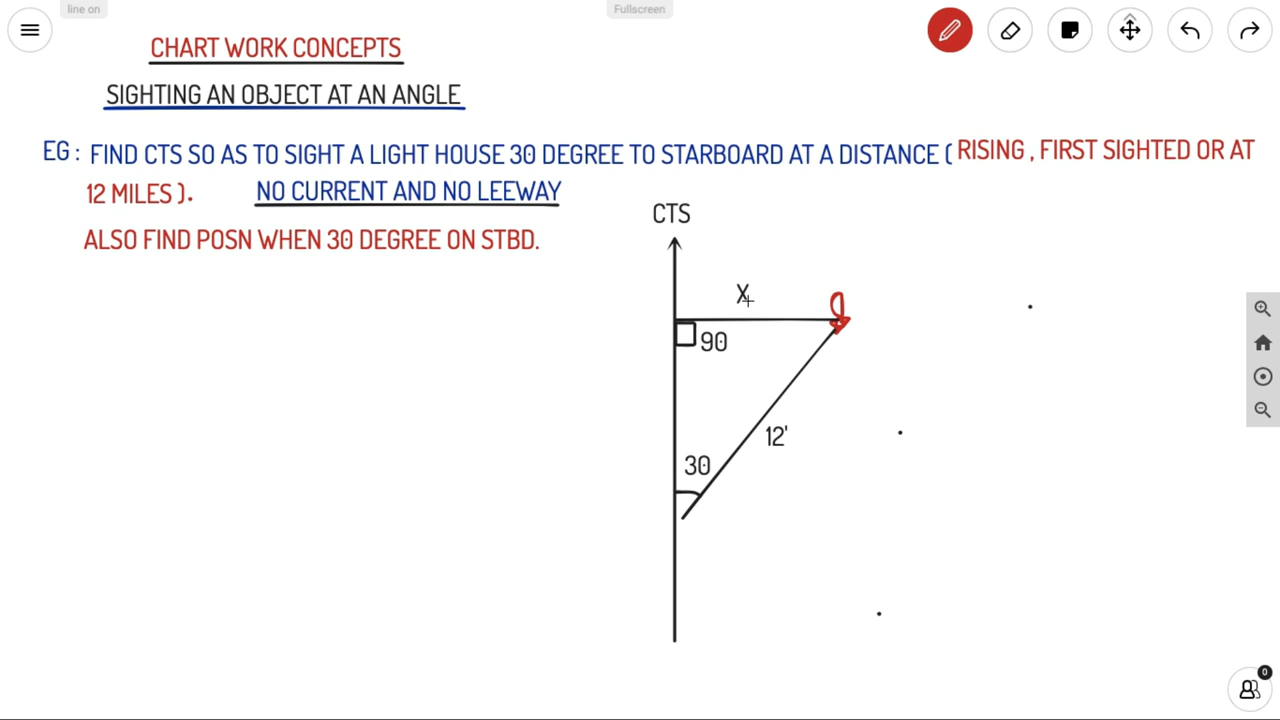 line on
Fullscreen
CHART WORK CONCEPTS
SIGHTING AN OBJECT AT AN ANGLE
EG : FIND CTS SO AS TO SIGHT A LIGHT HOUSE 30 DEGREE TO STARBOARD AT A DISTANCE ( RISING , FIRST SIGHTED OR AT
12 MILES ). NO CURRENT AND NO LEEWAY
CTS
ALSO FIND POSN WHEN 30 DEGREE ON STBD.
X
90
12'
30
0